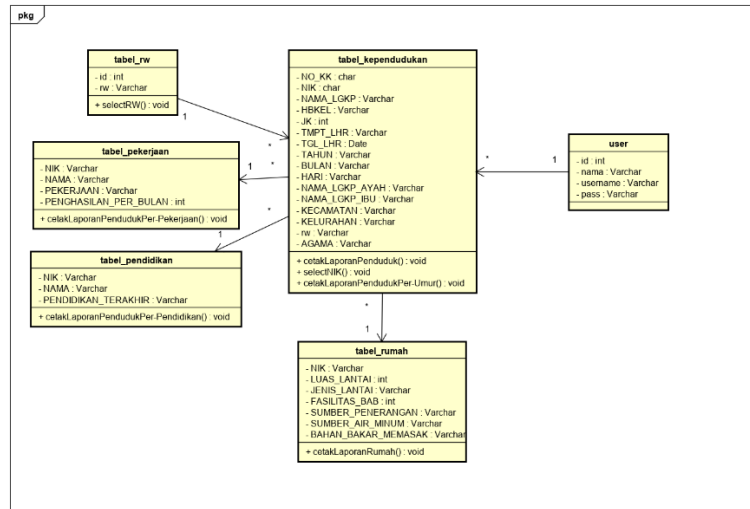 pkg
tabel_rw
- id : int
- rw : Varchar
+ selectRW() : void
1
*
tabel_kependudukan
- NO_KK : char
- NIK : char
- NAMA_LGKP : Varchar
- HBKEL : Varchar
- JK : int
- TMPT_LHR : Varchar
- TGL_LHR : Date
- TAHUN : Varchar
- BULAN : Varchar
- HARI : Varchar
- NAMA_LGKP_AYAH : Varchar
- NAMA_LGKP_IBU : Varchar
- KECAMATAN : Varchar
- KELURAHAN : Varchar
- rw : Varchar
- AGAMA : Varchar
+ cetakLaporanPenduduk() : void
+ selectNIK() : void
+ cetakLaporanPendudukPer-Umur() : void
user
- id : int
- nama : Varchar
- username : Varchar
- pass : Varchar
* 1
tabel_pekerjaan
- NIK : Varchar
- NAMA : Varchar
- PEKERJAAN : Varchar
- PENGHASILAN_PER_BULAN : int
+ cetakLaporanPendudukPer-Pekerjaan() : void
1 *
tabel_pendidikan
- NIK : Varchar
- NAMA : Varchar
- PENDIDIKAN_TERAKHIR : Varchar
+ cetakLaporanPendudukPer-Pendidikan() : void
1 *
*
1
tabel_rumah
- NIK : Varchar
- LUAS_LANTAI : int
- JENIS_LANTAI : Varchar
- FASILITAS_BAB : int
- SUMBER_PENERANGAN : Varchar
- SUMBER_AIR_MINUM : Varchar
- BAHAN_BAKAR_MEMASAK : Varchar
+ cetakLaporanRumah() : void